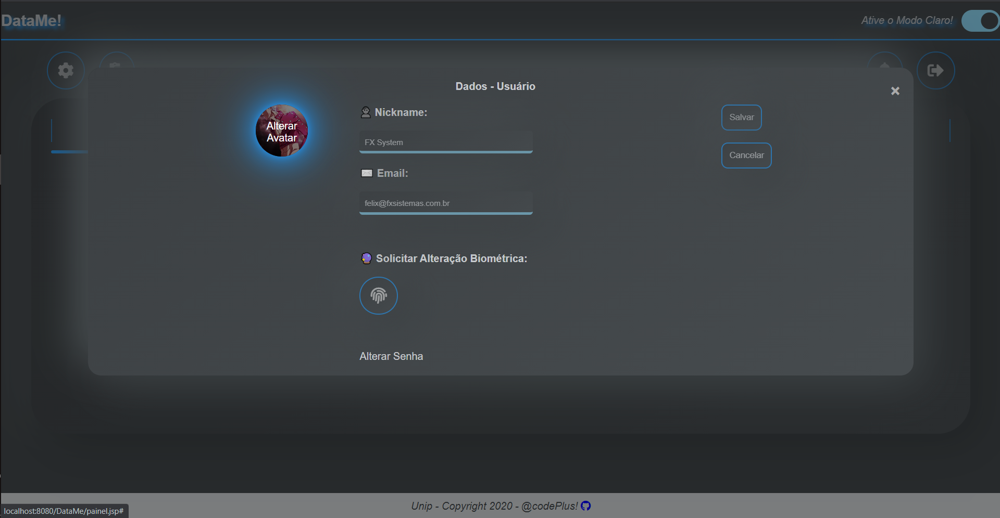 DataMe!
Ative o Modo Claro!
Dados - Usuário
Alterar
Avatar
Nickname:
FX System
Email:
felix@fxsistemas.com.br
Salvar
Cancelar
Solicitar Alteração Biométrica:
Alterar Senha
Unip - Copyright 2020 - @codePlus!
localhost:8080/DataMe/painel.jsp#